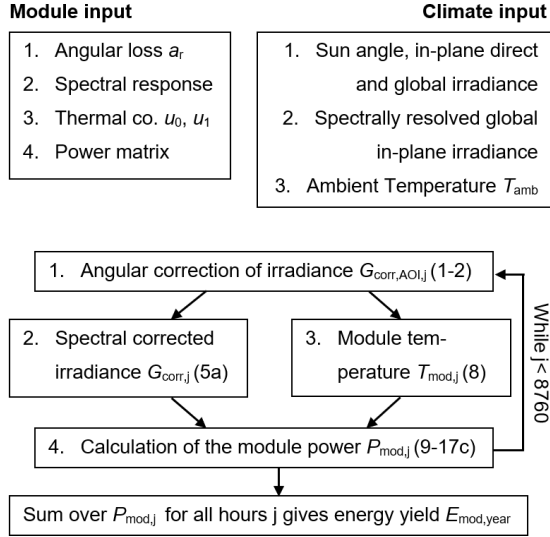 Module input
Climate input
1. Angular loss aᵣ
2. Spectral response
3. Thermal co. u₀, u₁
4. Power matrix
1. Sun angle, in-plane direct
and global irradiance
2. Spectrally resolved global
in-plane irradiance
3. Ambient Temperature T_amb
1. Angular correction of irradiance G_corr,AOI,j (1-2)
2. Spectral corrected
irradiance G_corr,j (5a)
3. Module tem-
perature T_mod,j (8)
While j< 8760
4. Calculation of the module power P_mod,j (9-17c)
Sum over P_mod,j for all hours j gives energy yield E_mod,year